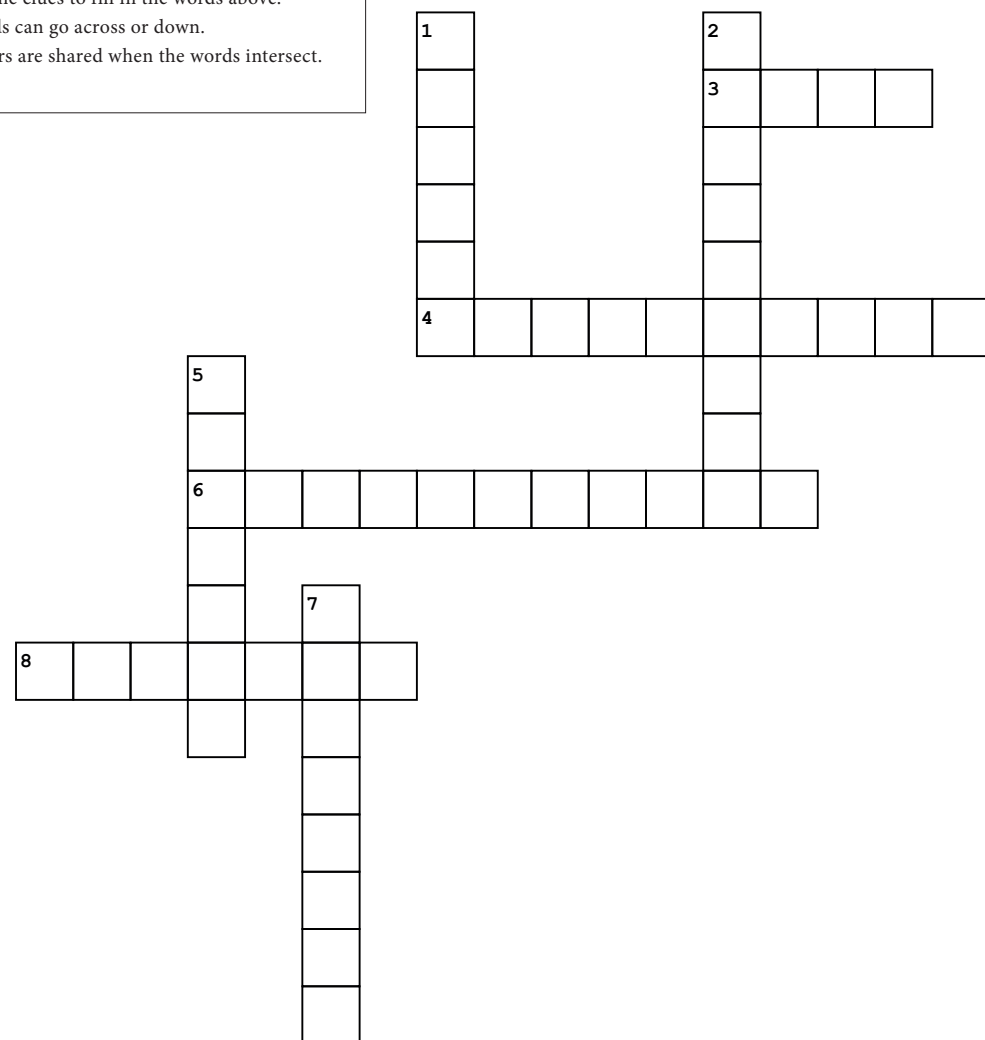 ne clues to fill in the words above.
ls can go across or down.
rs are shared when the words intersect.
1
2
3
4
5
6
7
8